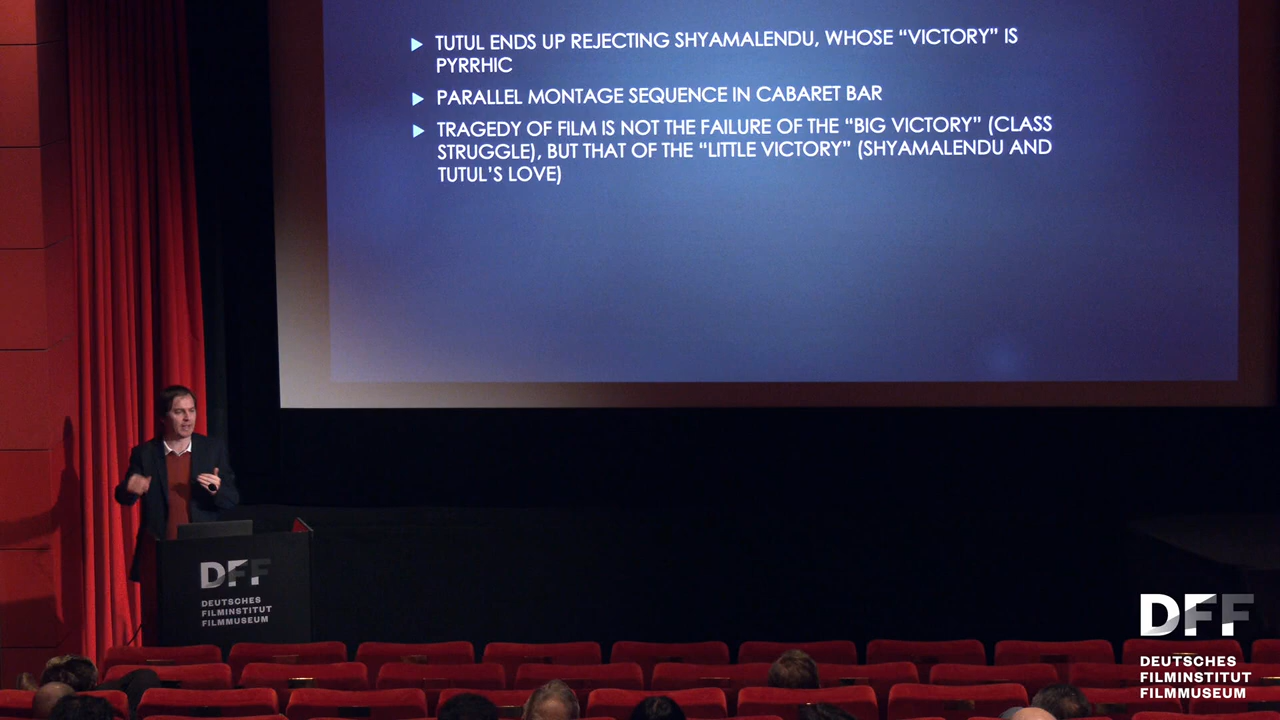 TUTUL ENDS UP REJECTING SHYAMALENDU, WHOSE “VICTORY” IS
PYRRHIC
PARALLEL MONTAGE SEQUENCE IN CABARET BAR
TRAGEDY OF FILM IS NOT THE FAILURE OF THE “BIG VICTORY” (CLASS
STRUGGLE), BUT THAT OF THE “LITTLE VICTORY” (SHYAMALENDU AND
TUTUL’S LOVE)
DFF
DEUTSCHES
FILMINSTITUT
FILMMUSEUM
DFF
DEUTSCHES
FILMINSTITUT
FILMMUSEUM